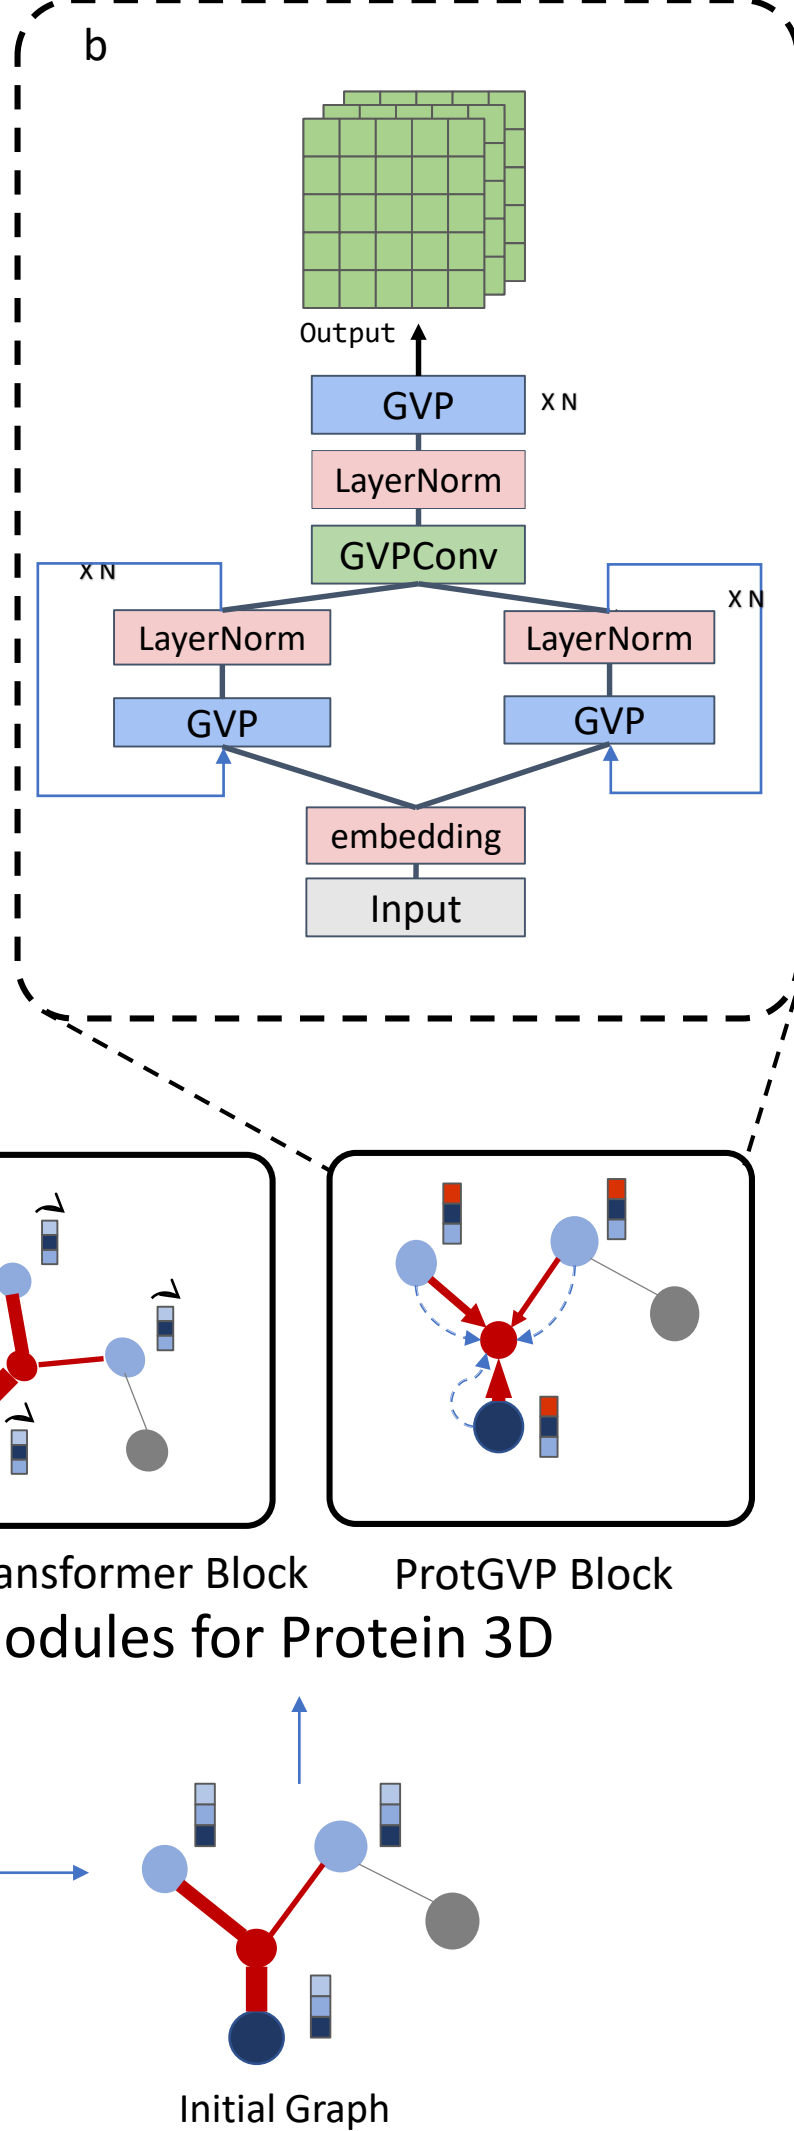 b
Output
GVP
X N
LayerNorm
GVPConv
X N
X N
LayerNorm
LayerNorm
GVP
GVP
embedding
Input
ansformer Block
ProtGVP Block
odules for Protein 3D
Initial Graph